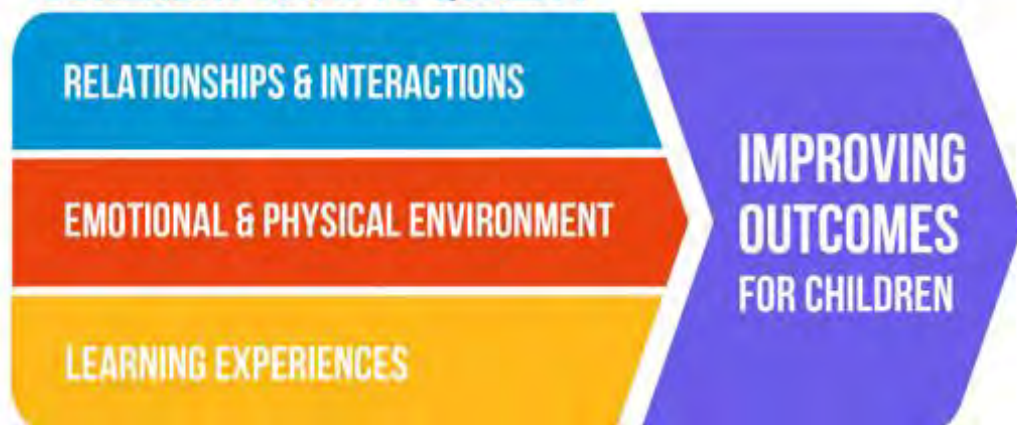 RELATIONSHIPS & INTERACTIONS
EMOTIONAL & PHYSICAL ENVIRONMENT
LEARNING EXPERIENCES
IMPROVING
OUTCOMES
FOR CHILDREN